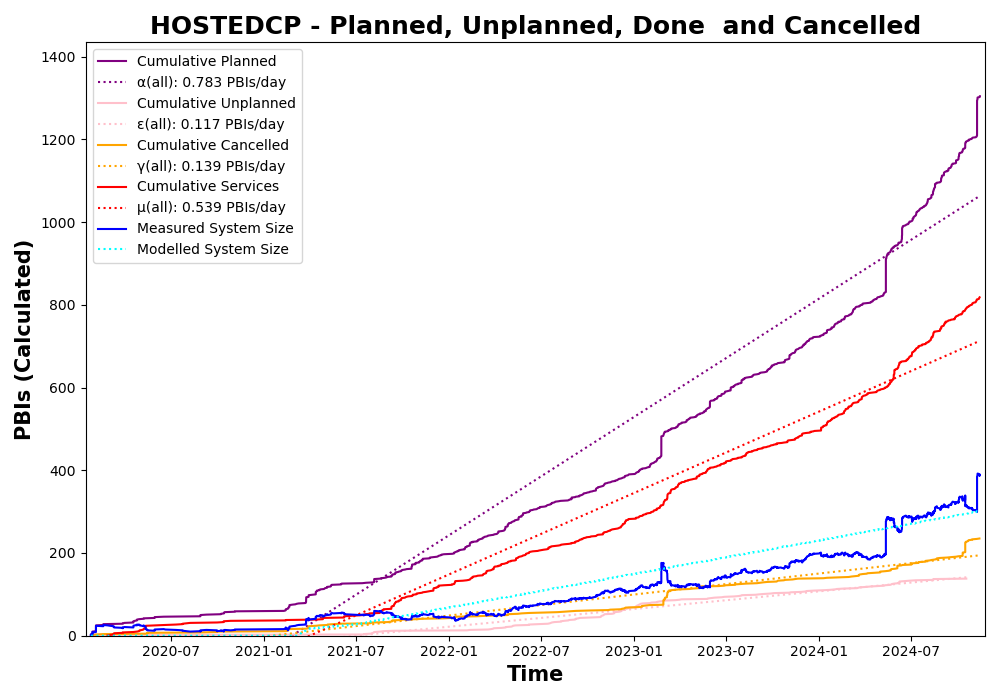 HOSTEDCP - Planned, Unplanned, Done  and Cancelled
1400
1200
1000
800
600
400
200
0
PBIs (Calculated)
Cumulative Planned
α(all): 0.783 PBIs/day
Cumulative Unplanned
ε(all): 0.117 PBIs/day
Cumulative Cancelled
γ(all): 0.139 PBIs/day
Cumulative Services
μ(all): 0.539 PBIs/day
Measured System Size
Modelled System Size
2020-07 2021-01 2021-07 2022-01 2022-07 2023-01 2023-07 2024-01 2024-07
Time